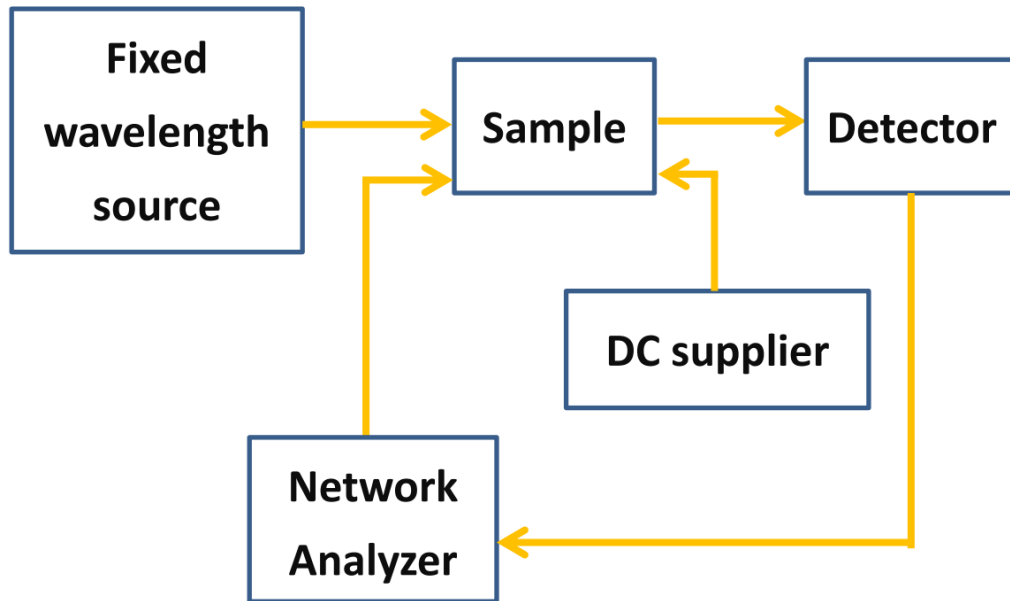 Fixed
wavelength
source
Sample
Detector
DC supplier
Network
Analyzer